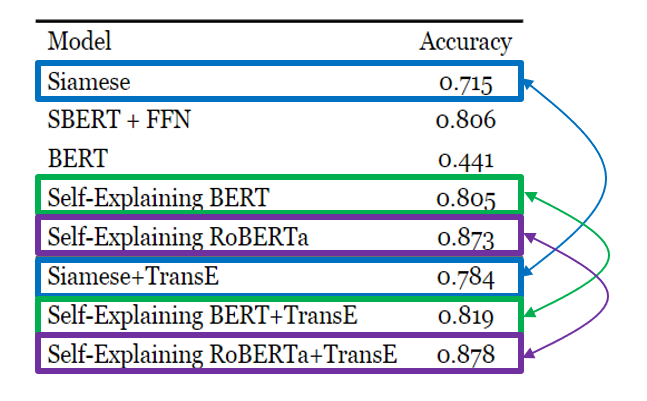 Model Accuracy
Siamese 0.715
SBERT + FFN 0.806
BERT 0.441
Self-Explaining BERT 0.805
Self-Explaining RoBERTa 0.873
Siamese+TransE 0.784
Self-Explaining BERT+TransE 0.819
Self-Explaining RoBERTa+TransE 0.878